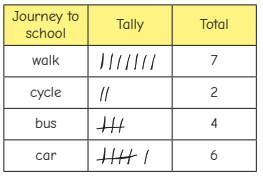 Journey to school Tally Total
walk 7
cycle 2
bus 4
car 6